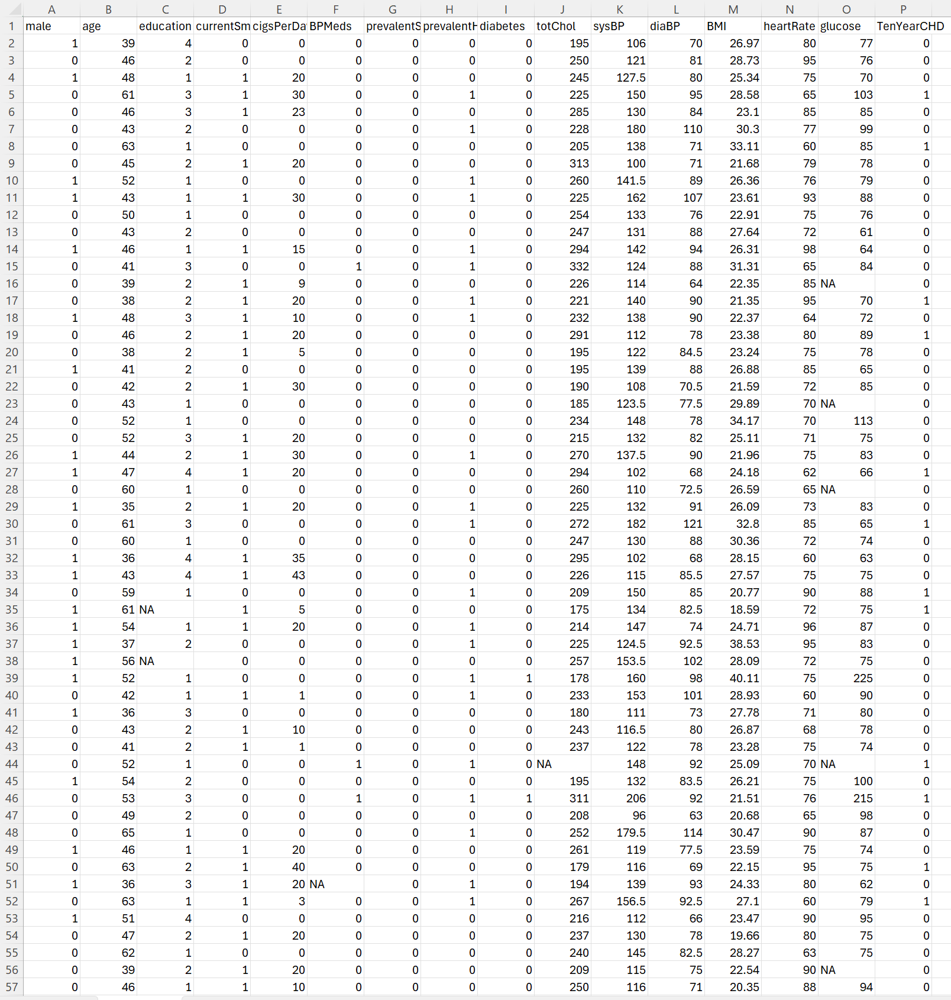 A B C D E F G H I J K L M N O P
1 male age education currentSm cigsPerDa BPMeds prevalentS prevalentH diabetes totChol sysBP diaBP BMI heartRate glucose TenYearCHD
2 1 39 4 0 0 0 0 0 0 195 106 70 26.97 80 77 0
3 0 46 2 0 0 0 0 0 0 250 121 81 28.73 95 76 0
4 1 48 1 1 20 0 0 0 0 245 127.5 80 25.34 75 70 0
5 0 61 3 1 30 0 0 1 0 225 150 95 28.58 65 103 1
6 0 46 3 1 23 0 0 0 0 285 130 84 23.1 85 85 0
7 0 43 2 0 0 0 0 1 0 228 180 110 30.3 77 99 0
8 0 63 1 0 0 0 0 0 0 205 138 71 33.11 60 85 1
9 0 45 2 1 20 0 0 0 0 313 100 71 21.68 79 78 0
10 1 52 1 0 0 0 0 1 0 260 141.5 89 26.36 76 79 0
11 1 43 1 1 30 0 0 1 0 225 162 107 23.61 93 88 0
12 0 50 1 0 0 0 0 0 0 254 133 76 22.91 75 76 0
13 0 43 2 0 0 0 0 0 0 247 131 88 27.64 72 61 0
14 1 46 1 1 15 0 0 1 0 294 142 94 26.31 98 64 0
15 0 41 3 0 0 1 0 1 0 332 124 88 31.31 65 84 0
16 0 39 2 1 9 0 0 0 0 226 114 64 22.35 85 NA 0
17 0 38 2 1 20 0 0 1 0 221 140 90 21.35 95 70 1
18 1 48 3 1 10 0 0 1 0 232 138 90 22.37 64 72 0
19 0 46 2 1 20 0 0 0 0 291 112 78 23.38 80 89 1
20 0 38 2 1 5 0 0 0 0 195 122 84.5 23.24 75 78 0
21 1 41 2 0 0 0 0 0 0 195 139 88 26.88 85 65 0
22 0 42 2 1 30 0 0 0 0 190 108 70.5 21.59 72 85 0
23 0 43 1 0 0 0 0 0 0 185 123.5 77.5 29.89 70 NA 0
24 0 52 1 0 0 0 0 0 0 234 148 78 34.17 70 113 0
25 0 52 3 1 20 0 0 0 0 215 132 82 25.11 71 75 0
26 1 44 2 1 30 0 0 1 0 270 137.5 90 21.96 75 83 0
27 1 47 4 1 20 0 0 0 0 294 102 68 24.18 62 66 1
28 0 60 1 0 0 0 0 0 0 260 110 72.5 26.59 65 NA 0
29 1 35 2 1 20 0 0 1 0 225 132 91 26.09 73 83 0
30 0 61 3 0 0 0 0 1 0 272 182 121 32.8 85 65 1
31 0 60 1 0 0 0 0 0 0 247 130 88 30.36 72 74 0
32 1 36 4 1 35 0 0 0 0 295 102 68 28.15 60 63 0
33 1 43 4 1 43 0 0 0 0 226 115 85.5 27.57 75 75 0
34 0 59 1 0 0 0 0 1 0 209 150 85 20.77 90 88 1
35 1 61 NA 1 5 0 0 0 0 175 134 82.5 18.59 72 75 1
36 1 54 1 1 20 0 0 1 0 214 147 74 24.71 96 87 0
37 1 37 2 0 0 0 0 1 0 225 124.5 92.5 38.53 95 83 0
38 1 56 NA 0 0 0 0 0 0 257 153.5 102 28.09 72 75 0
39 1 52 1 0 0 0 0 1 1 178 160 98 40.11 75 225 0
40 0 42 1 1 1 0 0 1 0 233 153 101 28.93 60 90 0
41 1 36 3 0 0 0 0 0 0 180 111 73 27.78 71 80 0
42 0 43 2 1 10 0 0 0 0 243 116.5 80 26.87 68 78 0
43 0 41 2 1 1 0 0 0 0 237 122 78 23.28 75 74 0
44 0 52 1 0 0 1 0 1 0 NA 148 92 25.09 70 NA 1
45 1 54 2 0 0 0 0 0 0 195 132 83.5 26.21 75 100 0
46 0 53 3 0 0 1 0 1 1 311 206 92 21.51 76 215 1
47 0 49 2 0 0 0 0 0 0 208 96 63 20.68 65 98 0
48 0 65 1 0 0 0 0 1 0 252 179.5 114 30.47 90 87 0
49 1 46 1 1 20 0 0 0 0 261 119 77.5 23.59 75 74 0
50 0 63 2 1 40 0 0 0 0 179 116 69 22.15 95 75 1
51 1 36 3 1 20 NA 0 1 0 194 139 93 24.33 80 62 0
52 0 63 1 1 3 0 0 1 0 267 156.5 92.5 27.1 60 79 1
53 1 51 4 0 0 0 0 0 0 216 112 66 23.47 90 95 0
54 0 47 2 1 20 0 0 0 0 237 130 78 19.66 80 75 0
55 0 62 1 0 0 0 0 0 0 240 145 82.5 28.27 63 75 0
56 0 39 2 1 20 0 0 0 0 209 115 75 22.54 90 NA 0
57 0 46 1 1 10 0 0 0 0 250 116 71 20.35 88 94 0